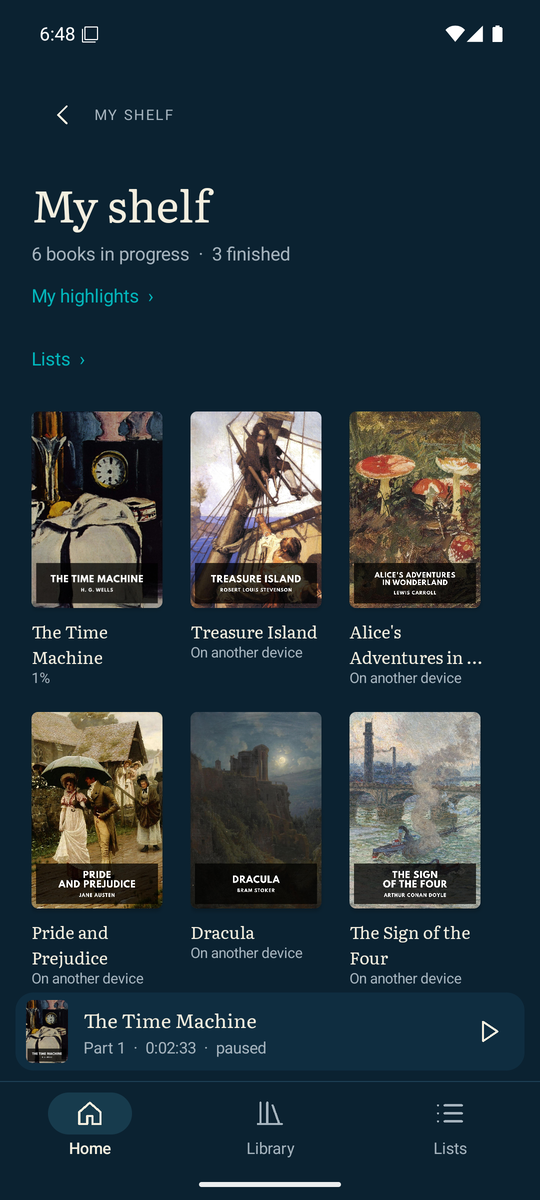 6:48
MY SHELF
My shelf
6 books in progress · 3 finished
My highlights ›
Lists ›
THE TIME MACHINE
H. G. WELLS
TREASURE ISLAND
ROBERT LOUIS STEVENSON
ALICE'S ADVENTURES
IN WONDERLAND
LEWIS CARROLL
The Time
Machine
1%
Treasure Island
On another device
Alice's
Adventures in ...
On another device
PRIDE
AND PREJUDICE
JANE AUSTEN
DRACULA
BRAM STOKER
THE SIGN
OF THE FOUR
ARTHUR CONAN DOYLE
Pride and
Prejudice
On another device
Dracula
On another device
The Sign of the
Four
On another device
THE TIME MACHINE
The Time Machine
Part 1 · 0:02:33 · paused
Home
Library
Lists